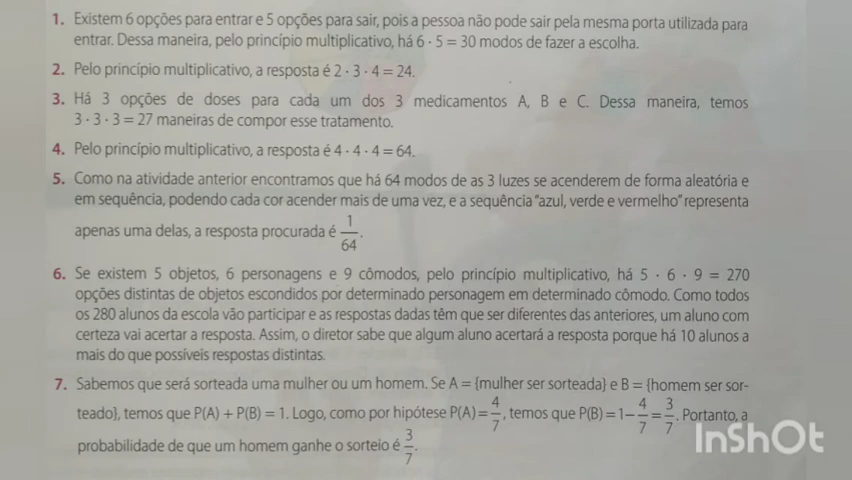 1. Existem 6 opções para entrar e 5 opções para sair, pois a pessoa não pode sair pela mesma porta utilizada para
entrar. Dessa maneira, pelo princípio multiplicativo, há 6 · 5 = 30 modos de fazer a escolha.
2. Pelo princípio multiplicativo, a resposta é 2 · 3 · 4 = 24.
3. Há 3 opções de doses para cada um dos 3 medicamentos A, B e C. Dessa maneira, temos
3 · 3 · 3 = 27 maneiras de compor esse tratamento.
4. Pelo princípio multiplicativo, a resposta é 4 · 4 · 4 = 64.
5. Como na atividade anterior encontramos que há 64 modos de as 3 luzes se acenderem de forma aleatória e
em sequência, podendo cada cor acender mais de uma vez, e a sequência "azul, verde e vermelho" representa
apenas uma delas, a resposta procurada é 1/64.
6. Se existem 5 objetos, 6 personagens e 9 cômodos, pelo princípio multiplicativo, há 5 · 6 · 9 = 270
opções distintas de objetos escondidos por determinado personagem em determinado cômodo. Como todos
os 280 alunos da escola vão participar e as respostas dadas têm que ser diferentes das anteriores, um aluno com
certeza vai acertar a resposta. Assim, o diretor sabe que algum aluno acertará a resposta porque há 10 alunos a
mais do que possíveis respostas distintas.
7. Sabemos que será sorteada uma mulher ou um homem. Se A = {mulher ser sorteada} e B = {homem ser sor-
teado}, temos que P(A) + P(B) = 1. Logo, como por hipótese P(A) = 4/7, temos que P(B) = 1 – 4/7 = 3/7. Portanto, a
probabilidade de que um homem ganhe o sorteio é 3/7.
InShOt